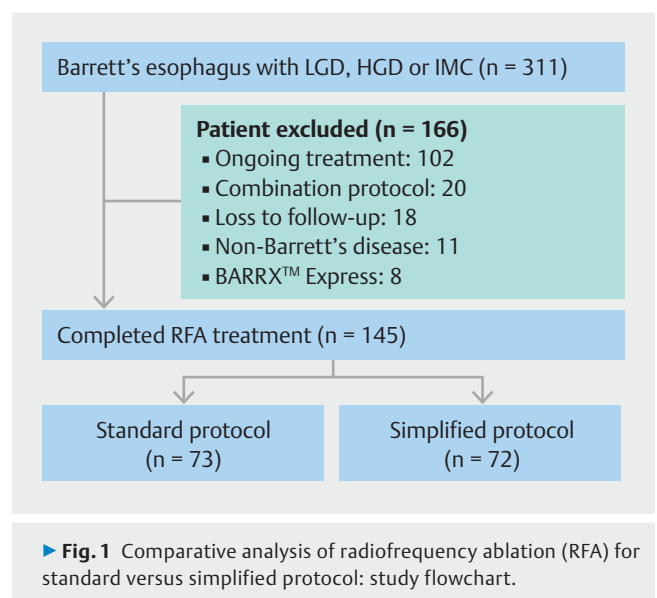 Barrett's esophagus with LGD, HGD or IMC (n = 311)
Patient excluded (n = 166)
▪ Ongoing treatment: 102
▪ Combination protocol: 20
▪ Loss to follow-up: 18
▪ Non-Barrett's disease: 11
▪ BARRX™ Express: 8
Completed RFA treatment (n = 145)
Standard protocol
(n = 73)
Simplified protocol
(n = 72)
▶ Fig. 1 Comparative analysis of radiofrequency ablation (RFA) for
standard versus simplified protocol: study flowchart.